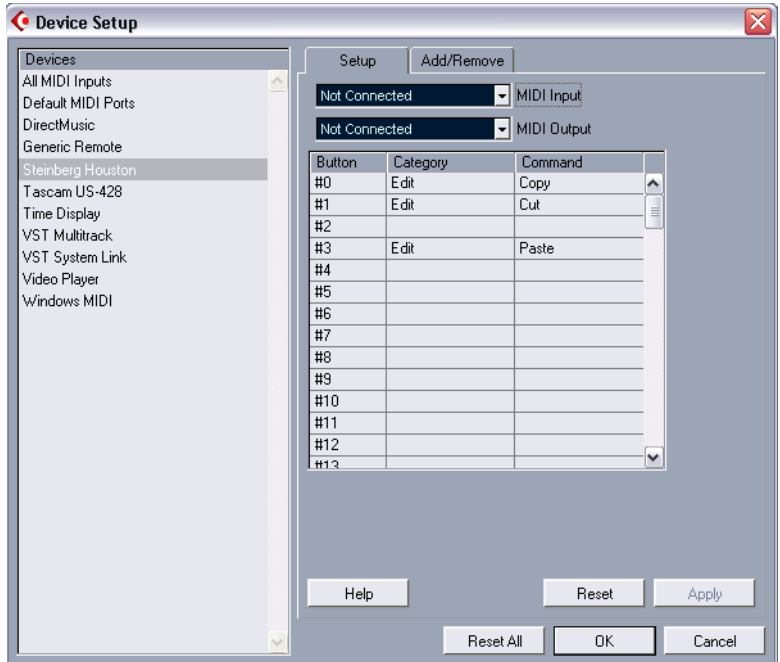 Device Setup
Devices
All MIDI Inputs
Default MIDI Ports
DirectMusic
Generic Remote
Steinberg Houston
Tascam US-428
Time Display
VST Multitrack
VST System Link
Video Player
Windows MIDI
Setup Add/Remove
Not Connected MIDI Input
Not Connected MIDI Output
Button Category Command
#0 Edit Copy
#1 Edit Cut
#2
#3 Edit Paste
#4
#5
#6
#7
#8
#9
#10
#11
#12
#13
Help Reset Apply
Reset All OK Cancel